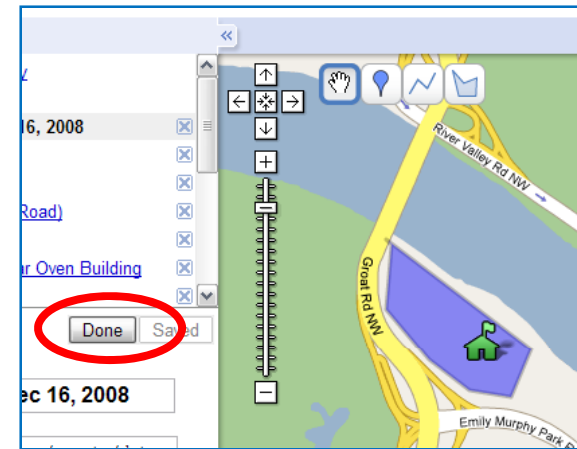 16, 2008
Road)
r Oven Building
Done
Saved
ec 16, 2008
River Valley Rd NW
Groat Rd NW
Emily Murphy Park